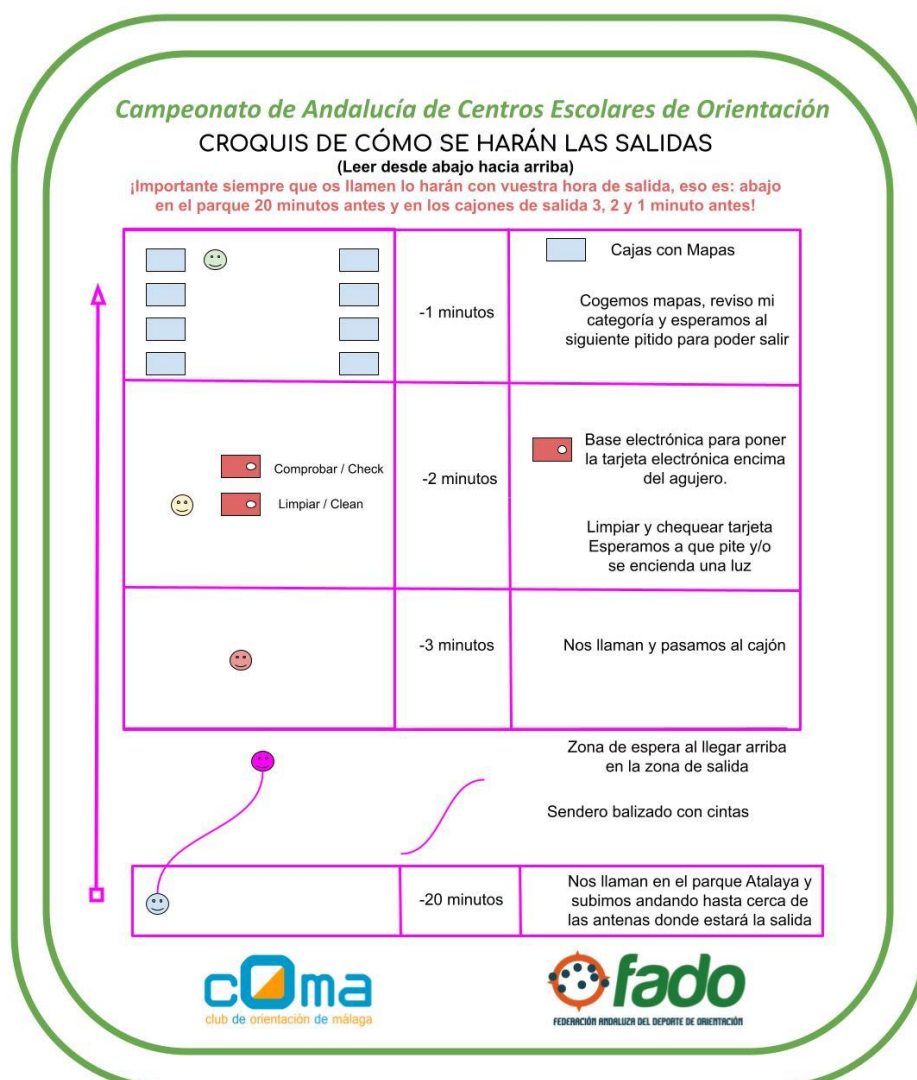 Campeonato de Andalucía de Centros Escolares de Orientación
CROQUIS DE CÓMO SE HARÁN LAS SALIDAS
(Leer desde abajo hacia arriba)
¡Importante siempre que os llamen lo harán con vuestra hora de salida, eso es: abajo
en el parque 20 minutos antes y en los cajones de salida 3, 2 y 1 minuto antes!
-1 minutos
Cajas con Mapas
Cogemos mapas, reviso mi
categoría y esperamos al
siguiente pitido para poder salir
Comprobar / Check
Limpiar / Clean
-2 minutos
Base electrónica para poner
la tarjeta electrónica encima
del agujero.
Limpiar y chequear tarjeta
Esperamos a que pite y/o
se encienda una luz
-3 minutos
Nos llaman y pasamos al cajón
Zona de espera al llegar arriba
en la zona de salida
Sendero balizado con cintas
-20 minutos
Nos llaman en el parque Atalaya y
subimos andando hasta cerca de
las antenas donde estará la salida
cOma
club de orientación de málaga
fado
FEDERACIÓN ANDALUZA DEL DEPORTE DE ORIENTACIÓN